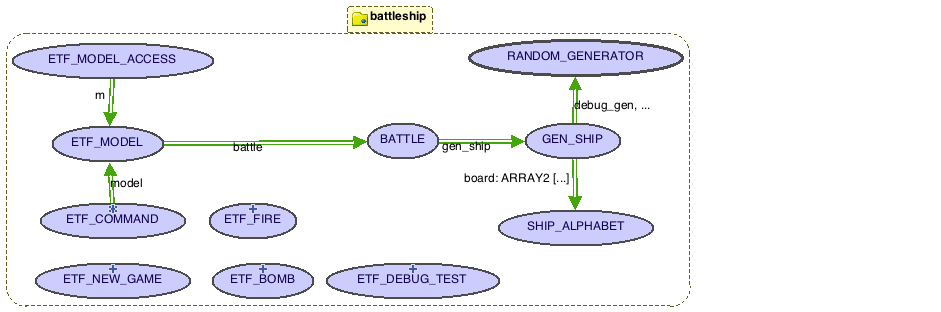 battleship
ETF_MODEL_ACCESS
RANDOM_GENERATOR
m
debug_gen, ...
ETF_MODEL
battle
BATTLE
gen_ship
GEN_SHIP
model
board: ARRAY2 [...]
ETF_COMMAND
ETF_FIRE
SHIP_ALPHABET
ETF_NEW_GAME
ETF_BOMB
ETF_DEBUG_TEST